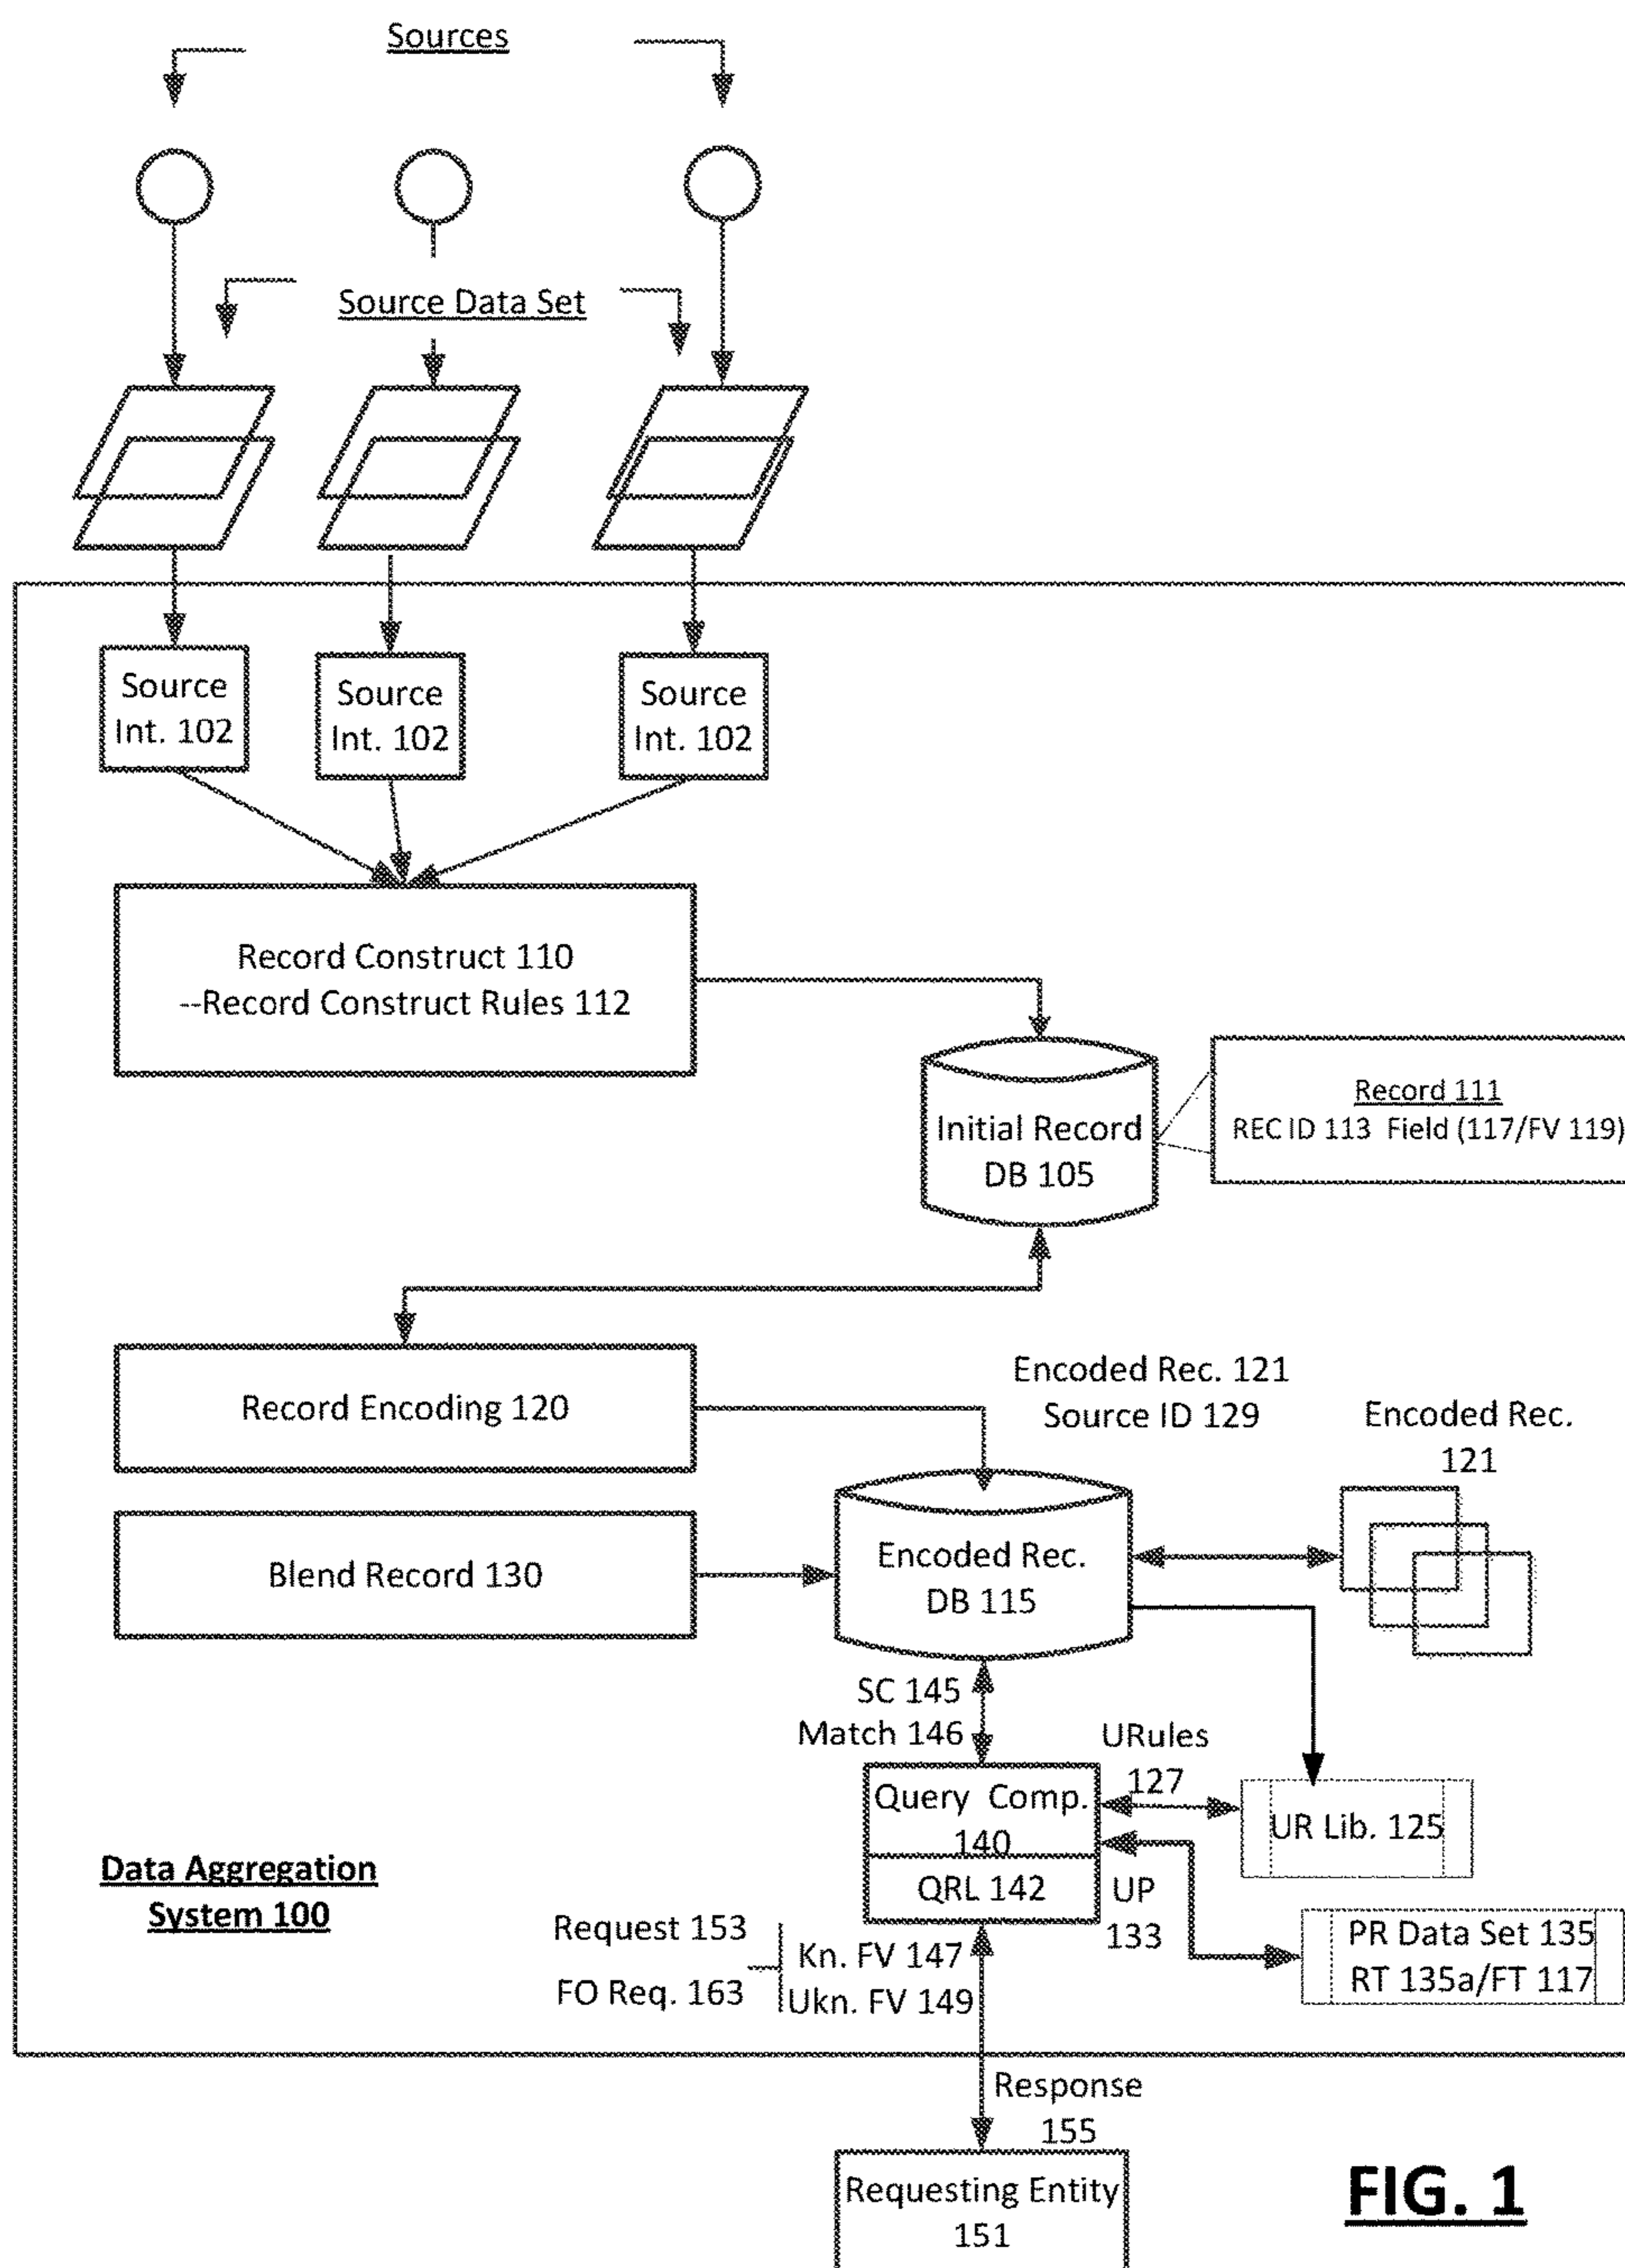 Sources
Source Data Set
Source
Int. 102
Source
Int. 102
Source
Int. 102
Record Construct 110
--Record Construct Rules 112
Initial Record
DB 105
Record 111
REC ID 113 Field (117/FV 119)
Record Encoding 120
Encoded Rec. 121
Source ID 129
Encoded Rec.
121
Blend Record 130
Encoded Rec.
DB 115
SC 145
Match 146
URules
127
Query Comp.
140
QRL 142
UR Lib. 125
UP
133
PR Data Set 135
RT 135a/FT 117
Data Aggregation
System 100
Request 153
FO Req. 163
Kn. FV 147
Ukn. FV 149
Response
155
Requesting Entity
151
FIG. 1